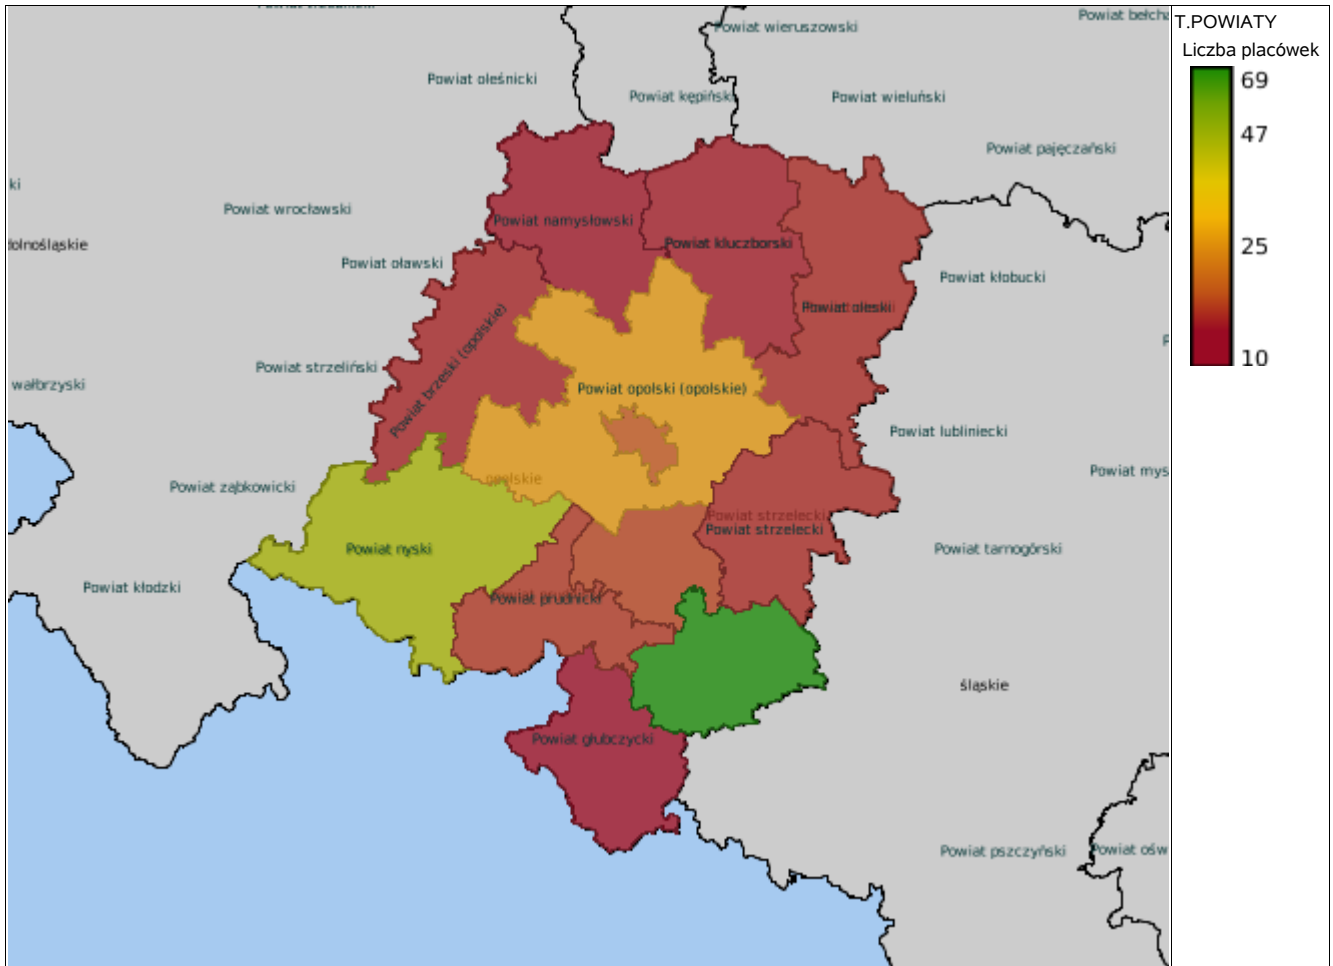 T.POWIATY
Liczba placówek
69
47
25
10
Powiat bełch
Powiat wieruszowski
Powiat oleśnicki
Powiat kępiński
Powiat wieluński
Powiat pajęczański
ki
Powiat wrocławski
Powiat namysłowski
Powiat kluczborski
dolnośląskie
Powiat oławski
Powiat kłobucki
Powiat oleski
P
Powiat strzeliński
Powiat brzeski (opolskie)
wałbrzyski
Powiat opolski (opolskie)
Powiat lubliniecki
Powiat mys
opolskie
Powiat ząbkowicki
Powiat strzelecki
Powiat strzelecki
Powiat nyski
Powiat tarnogórski
Powiat kłodzki
Powiat prudnicki
śląskie
Powiat głubczycki
Powiat pszczyński
Powiat ośw